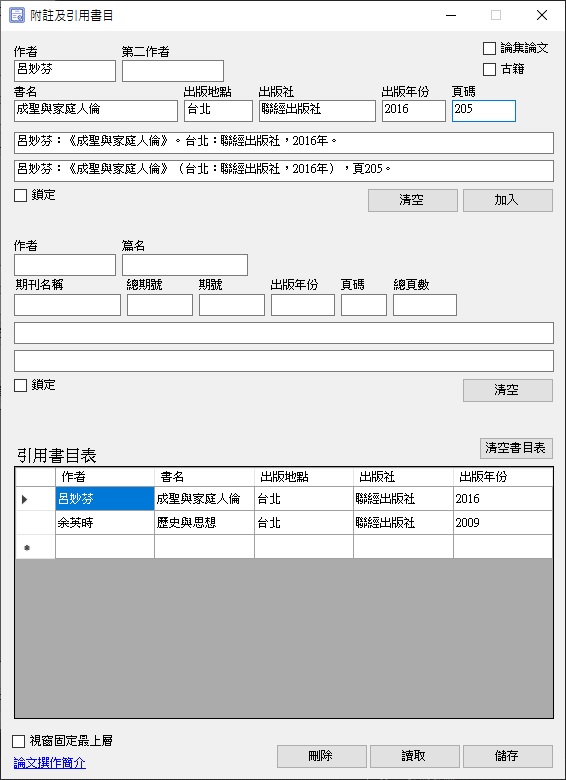 附註及引用書目
作者 第二作者 論集論文
呂妙芬 古籍
書名 出版地點 出版社 出版年份 頁碼
成聖與家庭人倫 台北 聯經出版社 2016 205
呂妙芬：《成聖與家庭人倫》。台北：聯經出版社，2016年。
呂妙芬：《成聖與家庭人倫》（台北：聯經出版社，2016年），頁205。
鎖定 清空 加入
作者 篇名
期刊名稱 總期號 期號 出版年份 頁碼 總頁數
鎖定 清空
引用書目表 清空書目表
作者 書名 出版地點 出版社 出版年份
呂妙芬 成聖與家庭人倫 台北 聯經出版社 2016
余英時 歷史與思想 台北 聯經出版社 2009
視窗固定最上層
論文撰作簡介 刪除 讀取 儲存